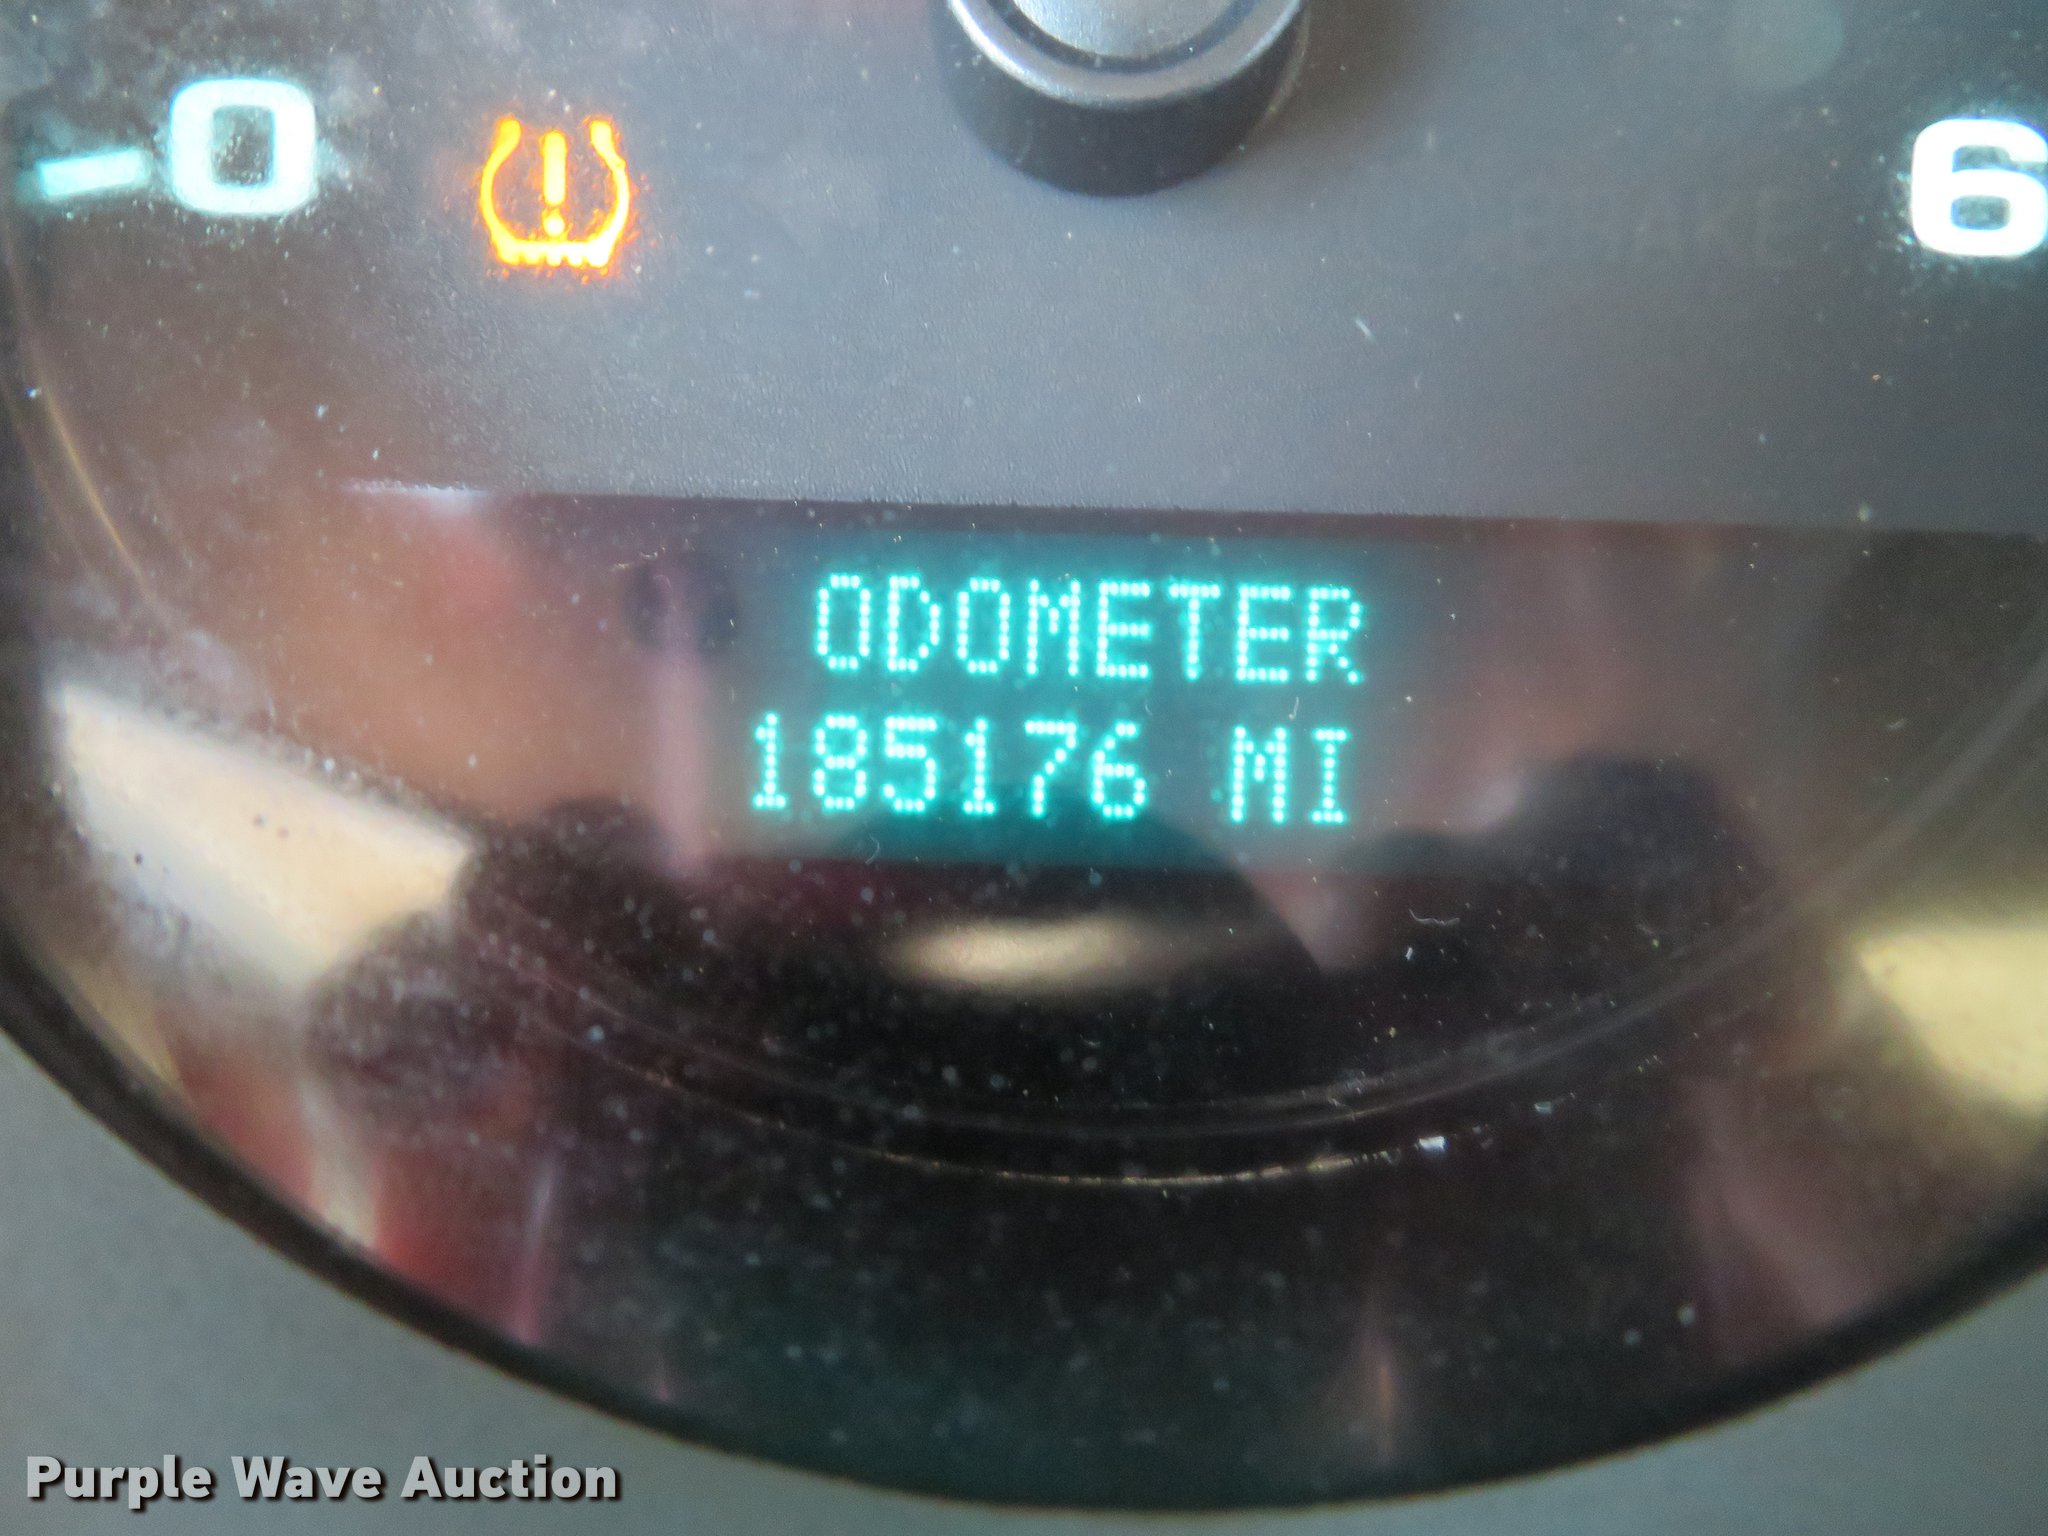 0
6
ODOMETER
185176 MI
Purple Wave Auction